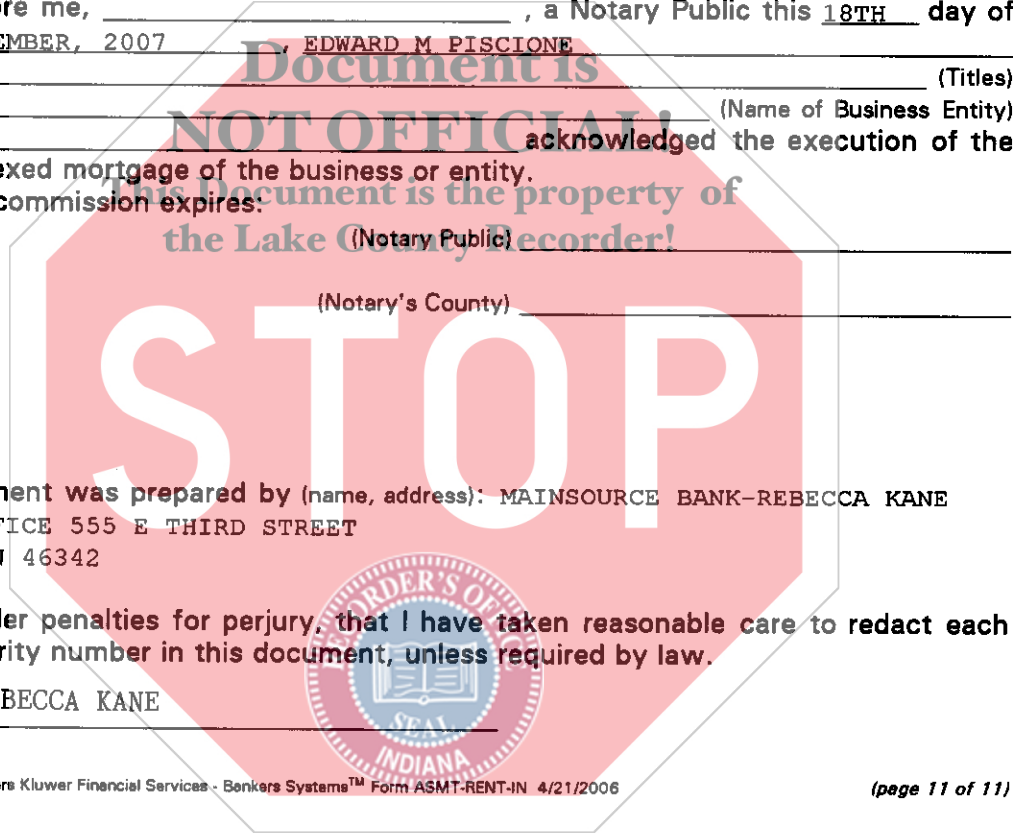 re me, ____ , a Notary Public this 18TH day of
EMBER, 2007 , EDWARD M PISCIONE
Document is
(Titles)
(Name of Business Entity)
NOT OFFICIAL!
acknowledged the execution of the
exed mortgage of the business or entity.
This Document is the property of
commission expires:
the Lake County Recorder!
(Notary Public)
(Notary's County)
STOP
ment was prepared by (name, address): MAINSOURCE BANK-REBECCA KANE
FICE 555 E THIRD STREET
46342
RECORDER'S OFFICE
der penalties for perjury, that I have taken reasonable care to redact each
rity number in this document, unless required by law.
BECCA KANE
SEAL
INDIANA
ers Kluwer Financial Services - Bankers Systems™ Form ASMT-RENT-IN 4/21/2006
(page 11 of 11)